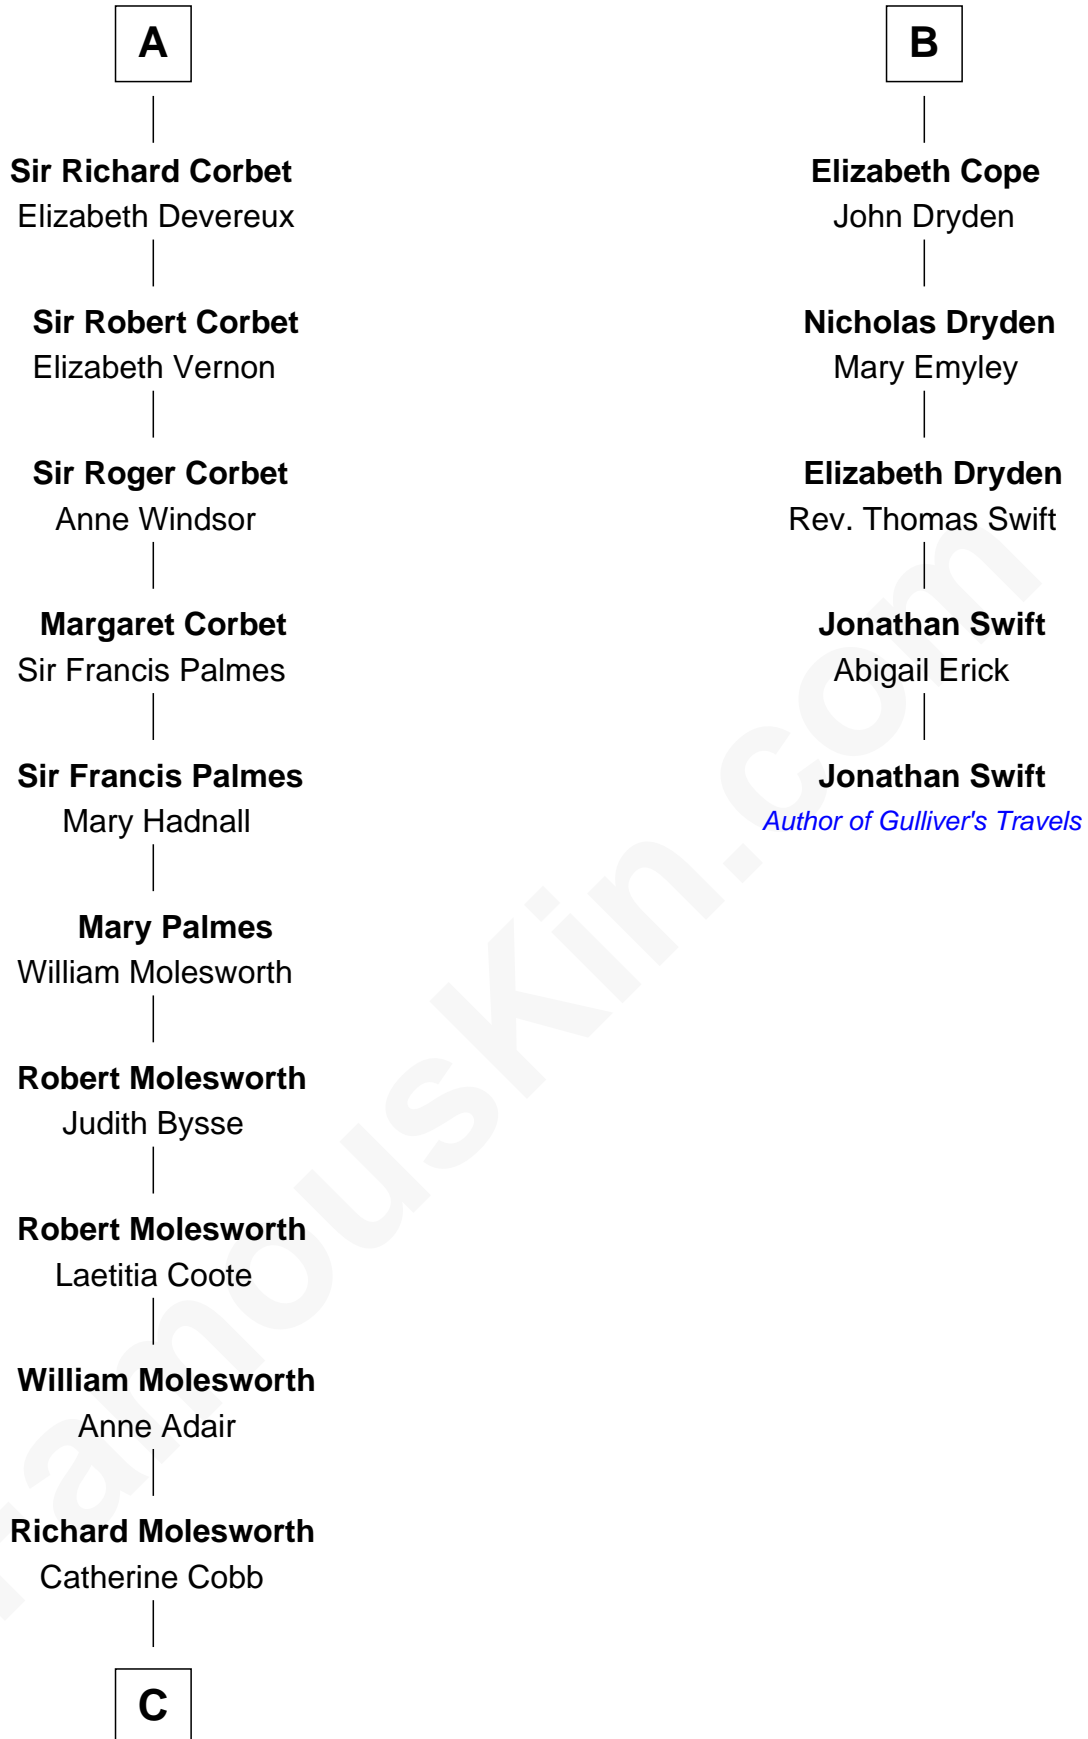 A
Sir Richard Corbet
Elizabeth Devereux
Sir Robert Corbet
Elizabeth Vernon
Sir Roger Corbet
Anne Windsor
Margaret Corbet
Sir Francis Palmes
Sir Francis Palmes
Mary Hadnall
Mary Palmes
William Molesworth
Robert Molesworth
Judith Bysse
Robert Molesworth
Laetitia Coote
William Molesworth
Anne Adair
Richard Molesworth
Catherine Cobb
C
B
Elizabeth Cope
John Dryden
Nicholas Dryden
Mary Emyley
Elizabeth Dryden
Rev. Thomas Swift
Jonathan Swift
Abigail Erick
Jonathan Swift
Author of Gulliver's Travels
FamousKin.com